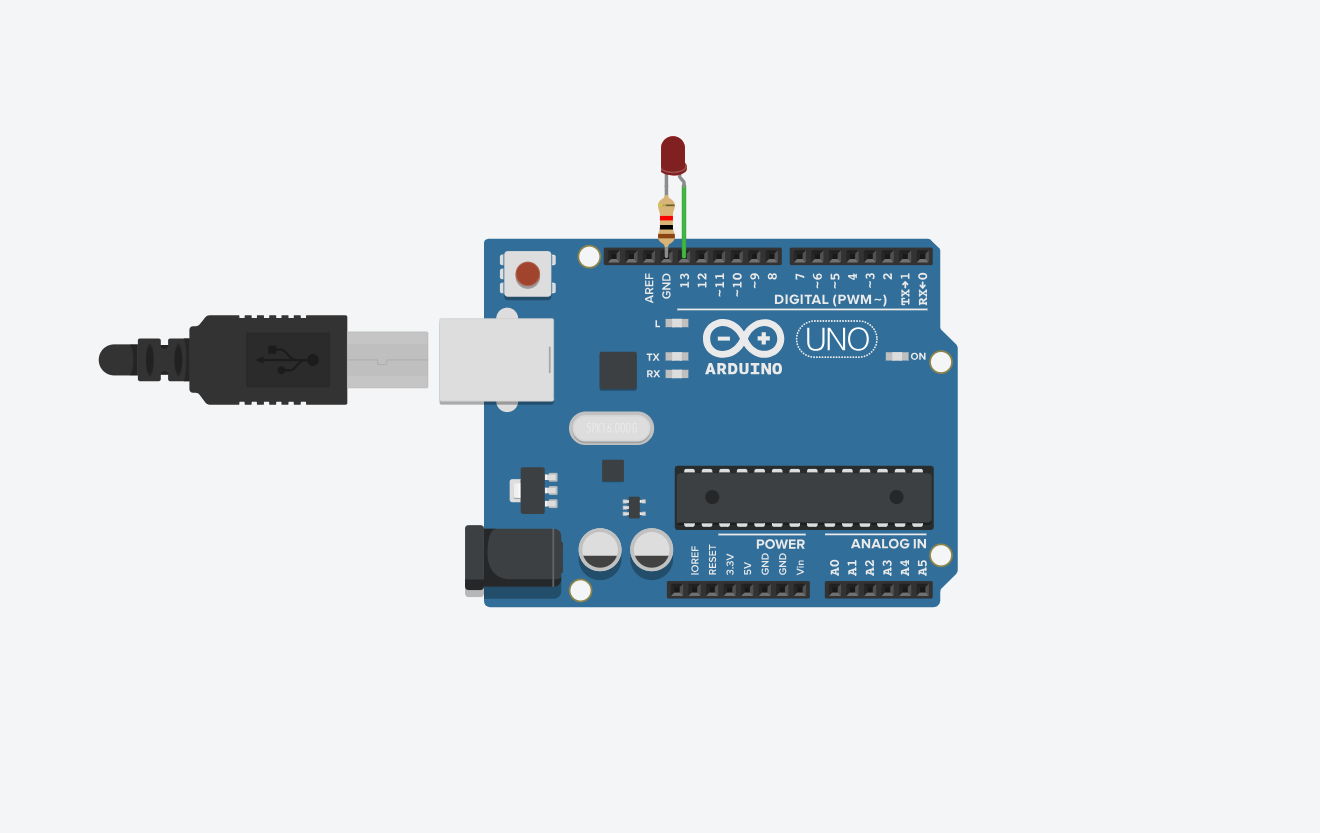 AREF
GND
13
12
~11
~10
~9
8
7
~6
~5
4
~3
2
TX→1
RX←0
DIGITAL (PWM~)
L
TX
RX
UNO
ARDUINO
ON
SPK16.000G
POWER
ANALOG IN
IOREF
RESET
3.3V
5V
GND
GND
Vin
A0
A1
A2
A3
A4
A5